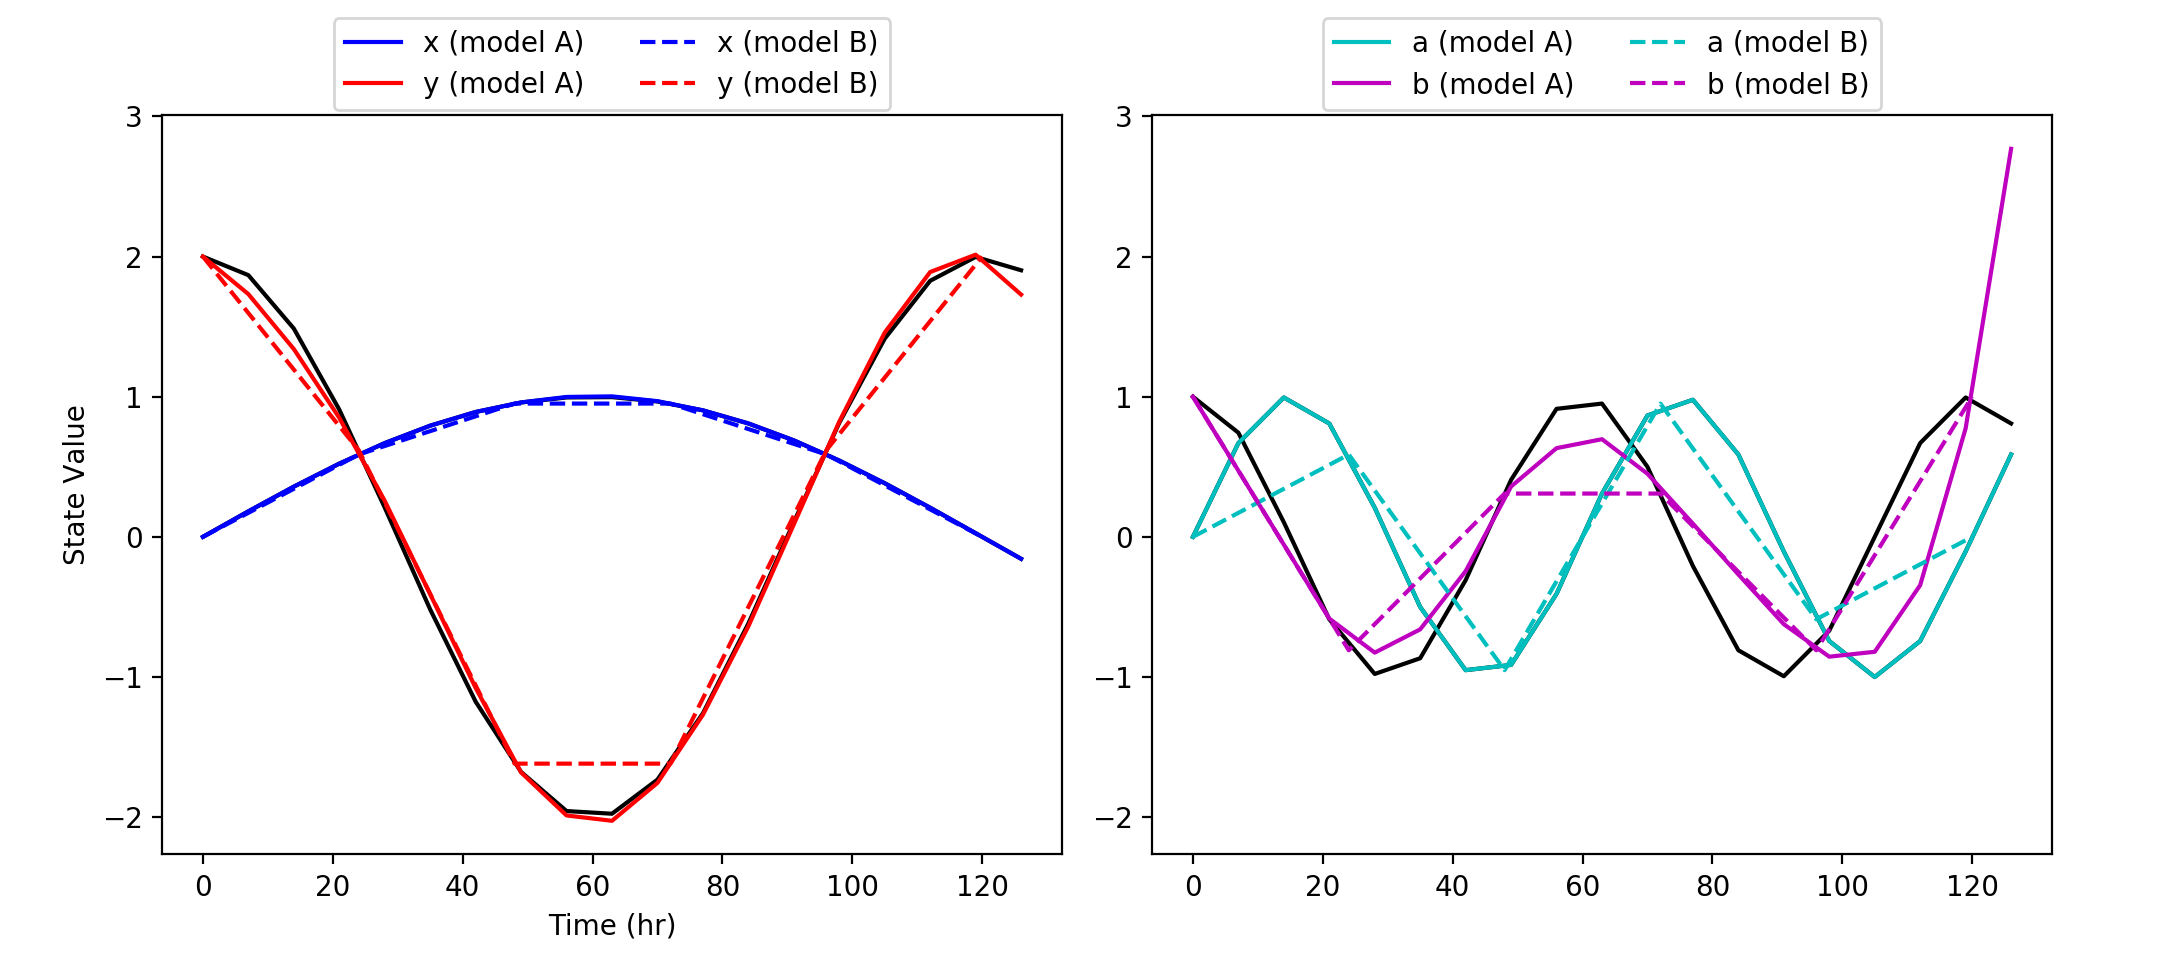 x (model A) x (model B)
y (model A) y (model B)
a (model A) a (model B)
b (model A) b (model B)
3
2
1
0
−1
−2
State Value
0 20 40 60 80 100 120
Time (hr)
3
2
1
0
−1
−2
0 20 40 60 80 100 120